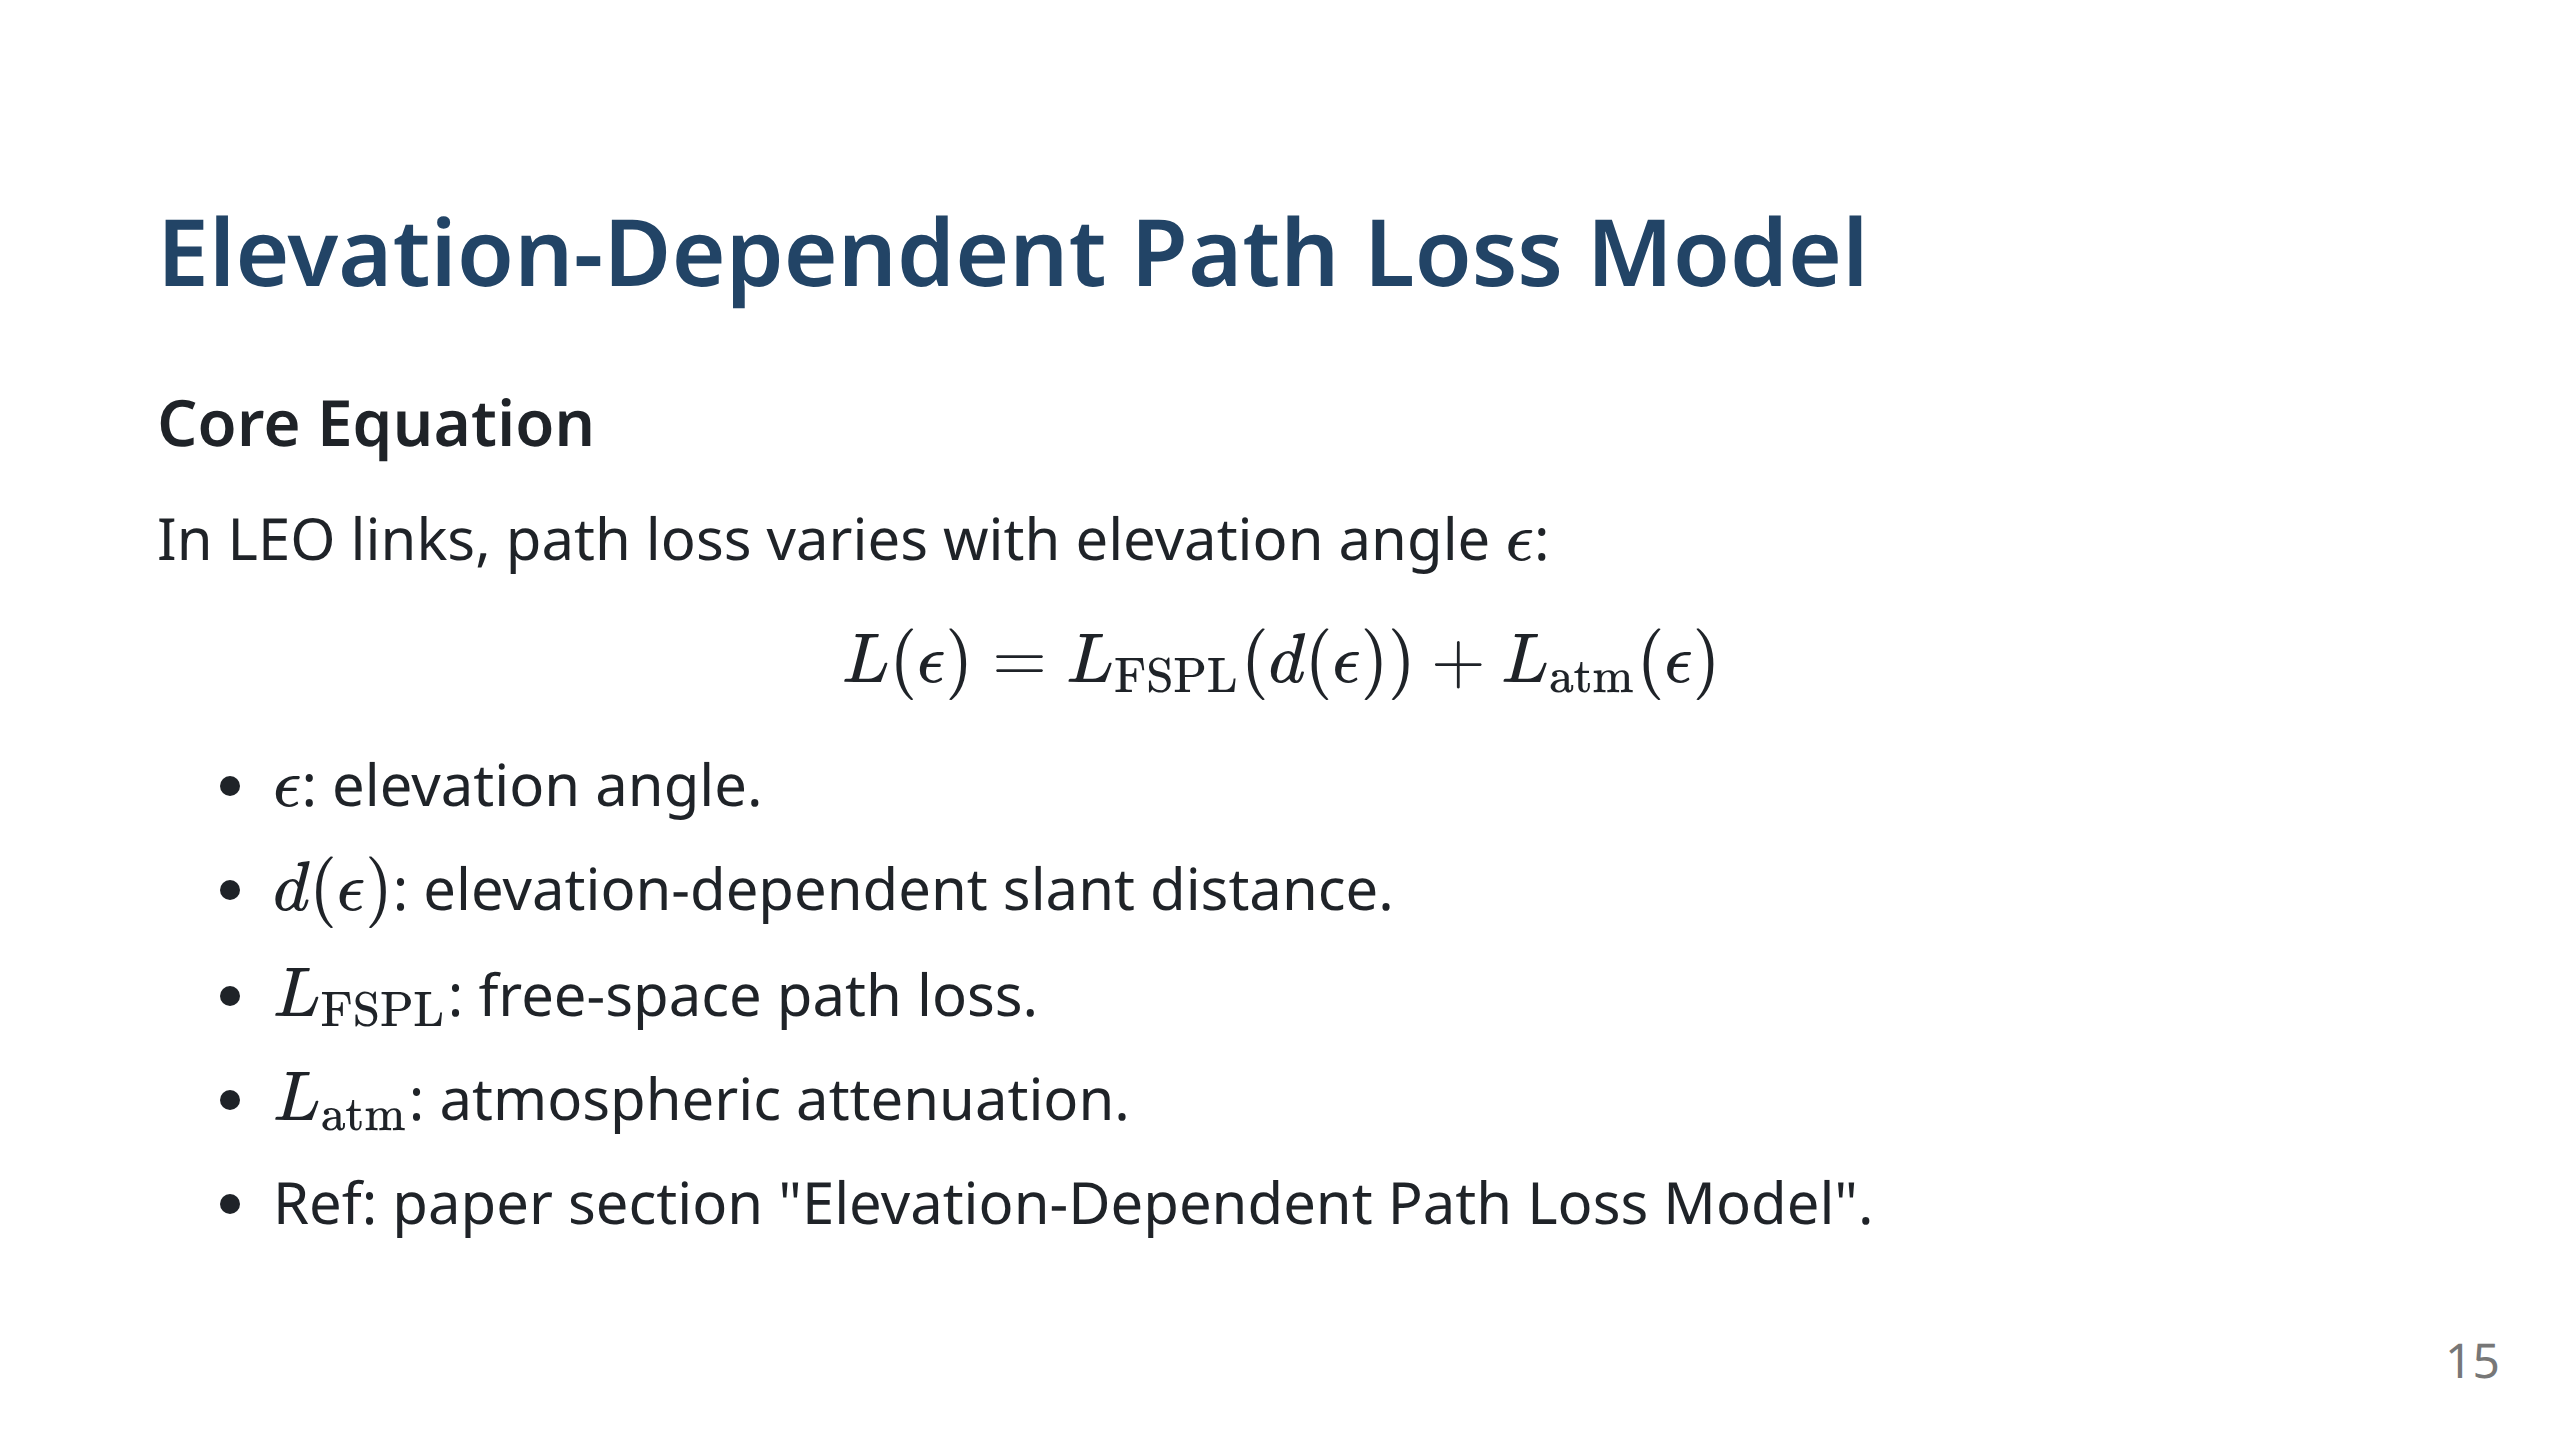 Elevation-Dependent Path Loss Model
Core Equation
In LEO links, path loss varies with elevation angle ϵ:
L(ϵ) = L_FSPL(d(ϵ)) + L_atm(ϵ)
• ϵ: elevation angle.
• d(ϵ): elevation-dependent slant distance.
• L_FSPL: free-space path loss.
• L_atm: atmospheric attenuation.
• Ref: paper section "Elevation-Dependent Path Loss Model".
15